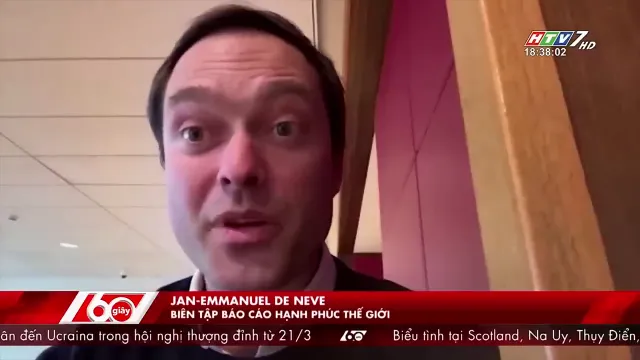 HTV7 HD
18:38:02
JAN-EMMANUEL DE NEVE
60 giây
BIÊN TẬP BÁO CÁO HẠNH PHÚC THẾ GIỚI
ân đến Ucraina trong hội nghị thượng đỉnh từ 21/3
60
Biểu tình tại Scotland, Na Uy, Thụy Điển,